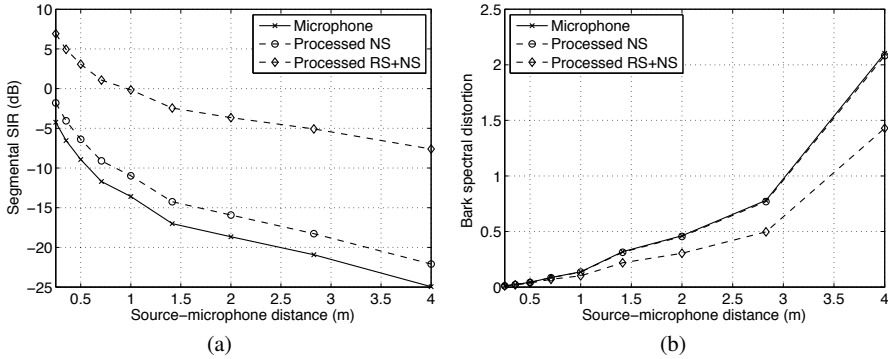 10
5
0
−5
−10
−15
−20
−25
Segmental SIR (dB)
Microphone
Processed NS
Processed RS+NS
0.5
1
1.5
2
2.5
3
3.5
4
Source−microphone distance (m)
(a)
2.5
2
1.5
1
0.5
0
Bark spectral distortion
Microphone
Processed NS
Processed RS+NS
0.5
1
1.5
2
2.5
3
3.5
4
Source−microphone distance (m)
(b)